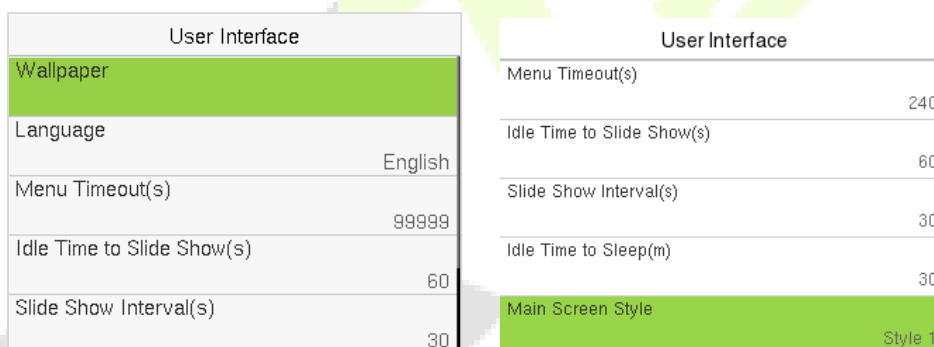 User Interface
Wallpaper
Language
English
Menu Timeout(s)
99999
Idle Time to Slide Show(s)
60
Slide Show Interval(s)
30
User Interface
Menu Timeout(s)
240
Idle Time to Slide Show(s)
60
Slide Show Interval(s)
30
Idle Time to Sleep(m)
30
Main Screen Style
Style 1